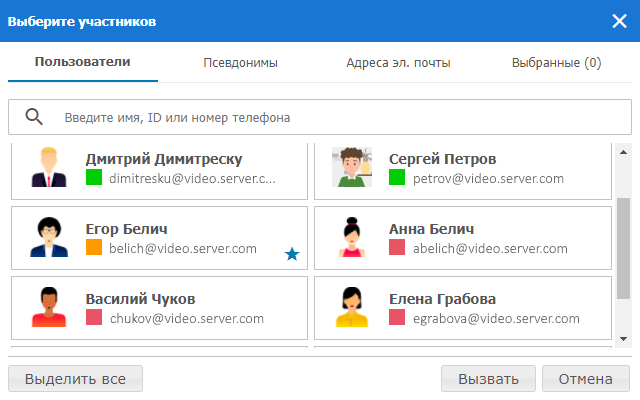 Выберите участников
Пользователи Псевдонимы Адреса эл. почты Выбранные (0)
Введите имя, ID или номер телефона
Дмитрий Димитреску
dimitresku@video.server.c...
Сергей Петров
petrov@video.server.com
Егор Белич
belich@video.server.com
Анна Белич
abelich@video.server.com
Василий Чуков
chukov@video.server.com
Елена Грабова
egrabova@video.server.com
Выделить все Вызвать Отмена